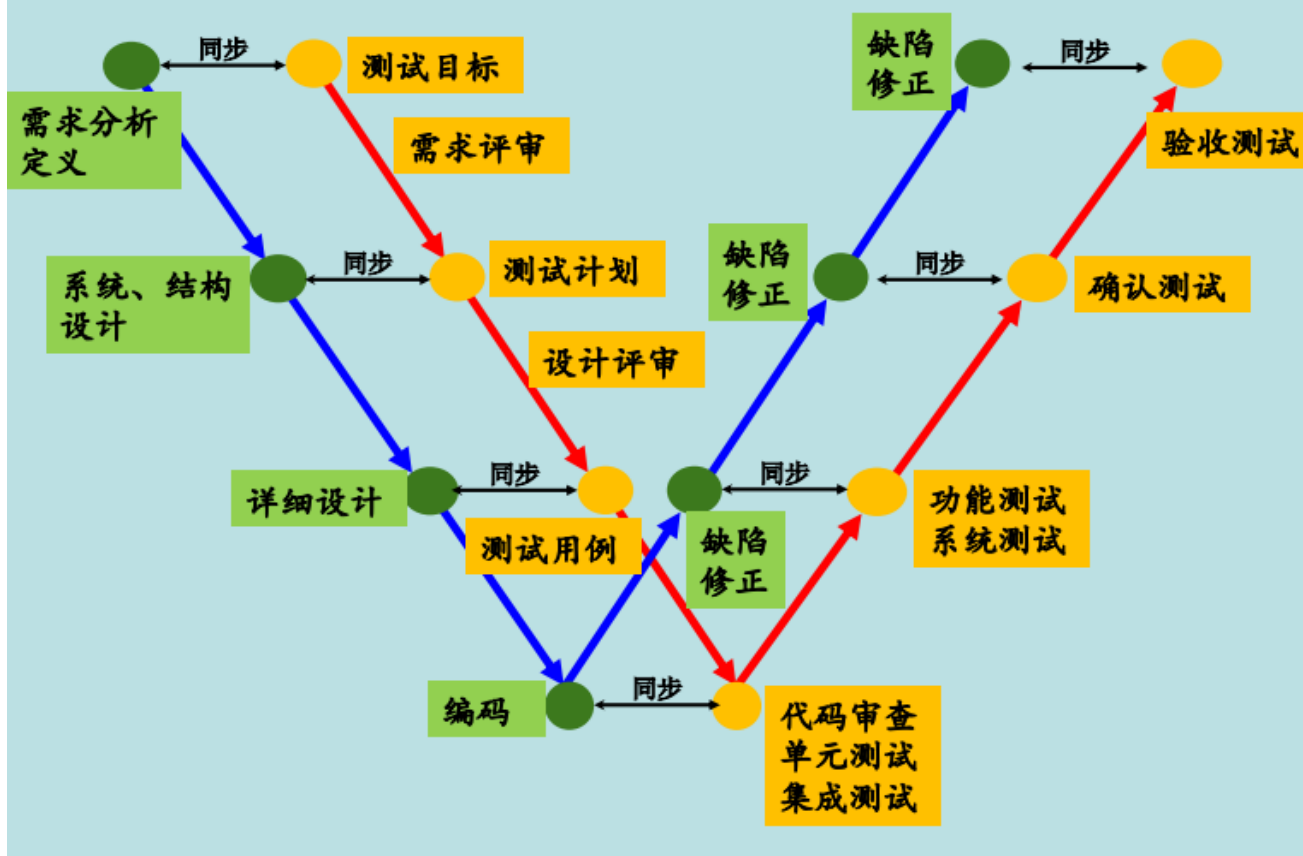 同步
测试目标
缺陷
修正
同步
需求分析
定义
需求评审
验收测试
系统、结构
设计
同步
测试计划
缺陷
修正
同步
确认测试
设计评审
详细设计
同步
测试用例
同步
缺陷
修正
功能测试
系统测试
编码
同步
代码审查
单元测试
集成测试